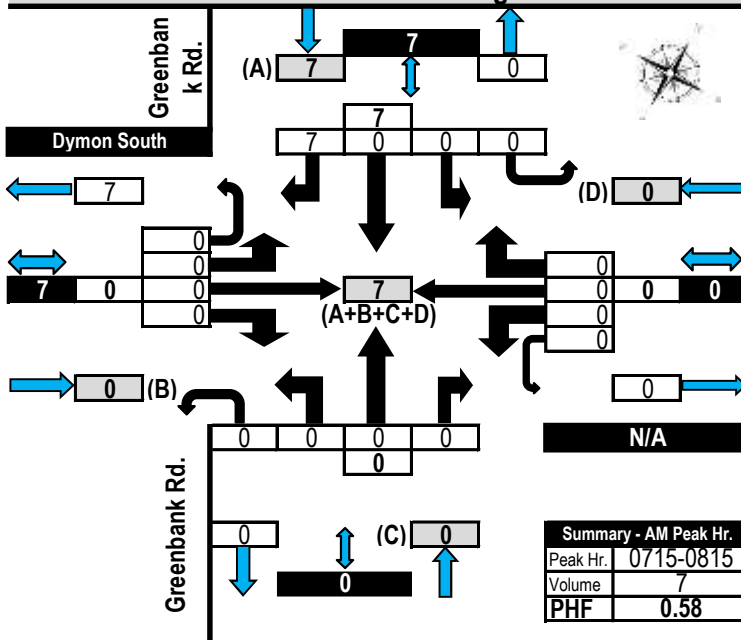 Greenban
k Rd.
7
(A) 7 0
7
7 0 0 0
Dymon South
7
(D) 0
0
0
7 0 0
0
7
(A+B+C+D)
0
0 0 0
0
0
0 (B)
0
0 0 0 0
0
N/A
Greenbank Rd.
0
(C) 0
0
Summary - AM Peak Hr.
Peak Hr. 0715-0815
Volume 7
PHF 0.58